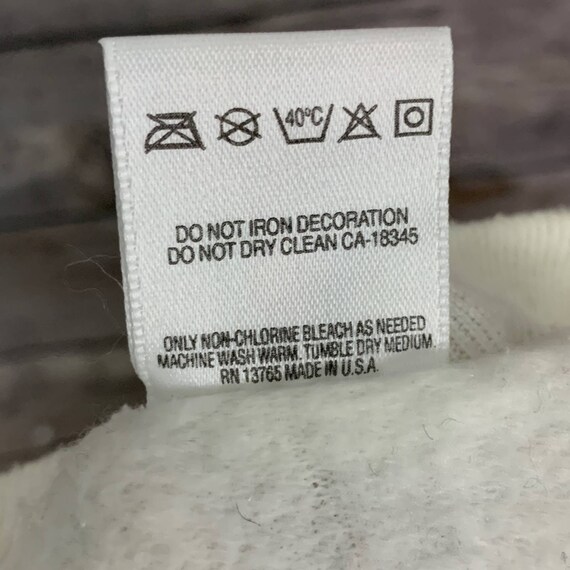 40°C
DO NOT IRON DECORATION
DO NOT DRY CLEAN CA-18345
ONLY NON-CHLORINE BLEACH AS NEEDED
MACHINE WASH WARM. TUMBLE DRY MEDIUM.
RN 13765 MADE IN U.S.A.